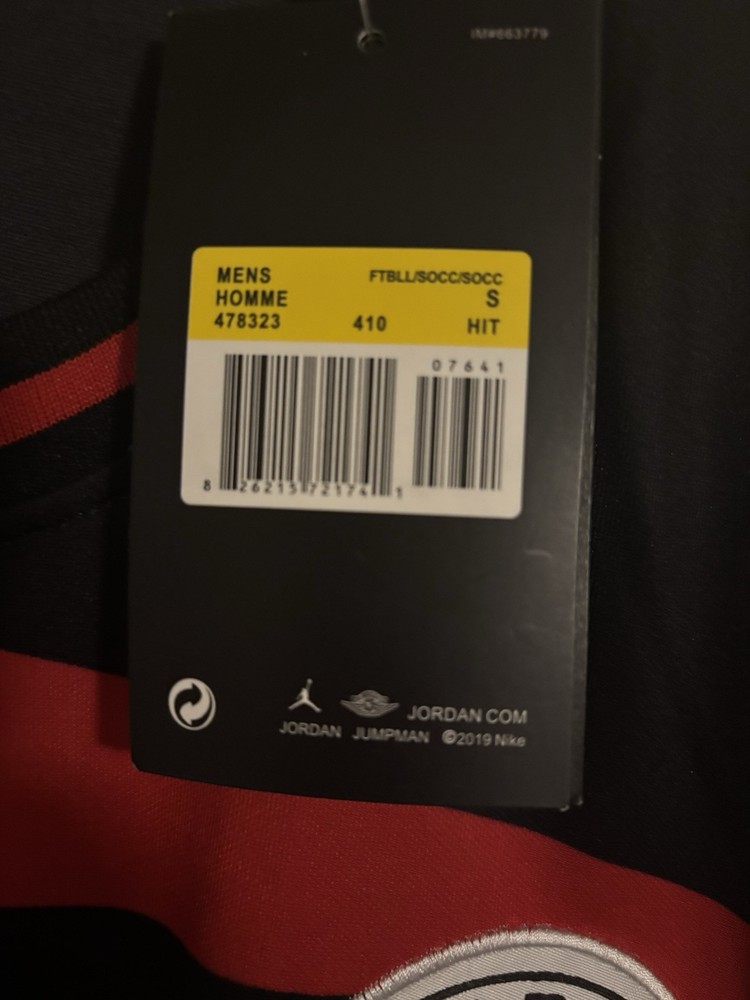 IM#663779
MENS FTBLL/SOCC/SOCC
HOMME S
478323 410 HIT
07641
8 26215 72174 1
JORDAN COM
JORDAN JUMPMAN ©2019 Nike